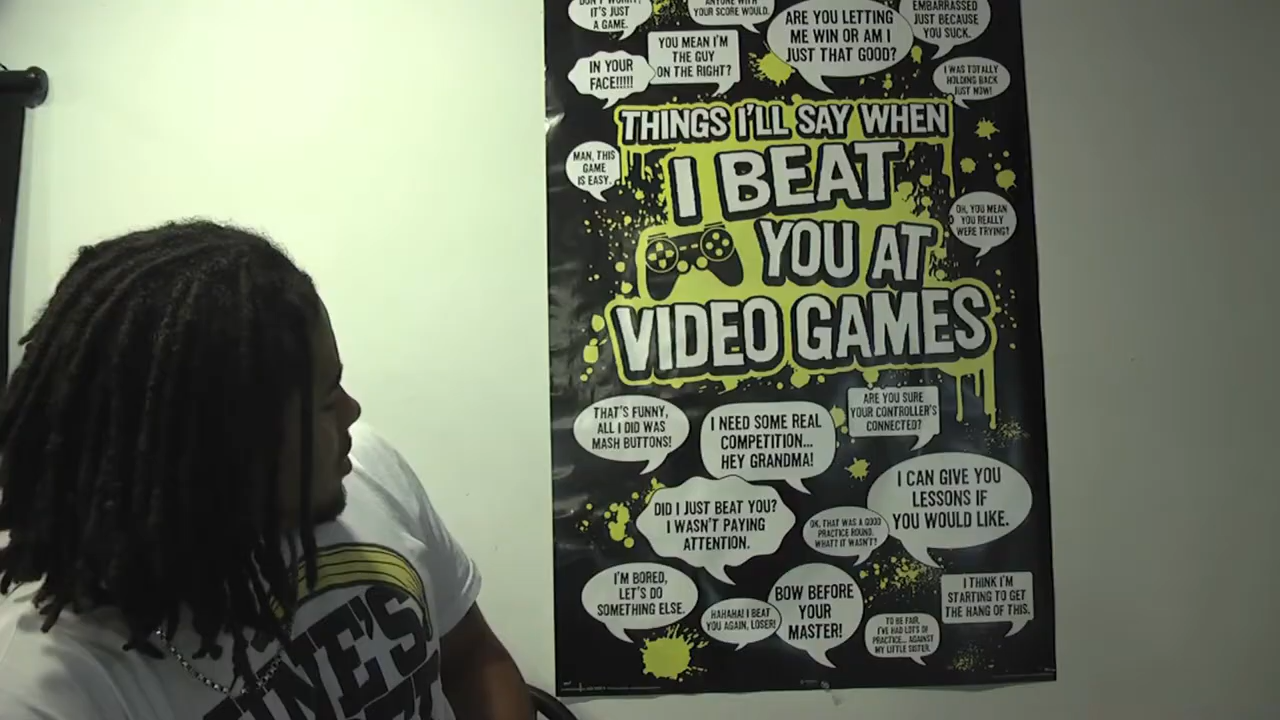 DON'T WORRY,
IT'S JUST
A GAME.
ANYONE WITH
YOUR SCORE WOULD.
ARE YOU LETTING
ME WIN OR AM I
JUST THAT GOOD?
EMBARRASSED
JUST BECAUSE
YOU SUCK.
IN YOUR
FACE!!!!!
YOU MEAN I'M
THE GUY
ON THE RIGHT?
I WAS TOTALLY
HOLDING BACK
JUST NOW!
THINGS I'LL SAY WHEN
I BEAT
YOU AT
VIDEO GAMES
MAN, THIS
GAME
IS EASY.
OH, YOU MEAN
YOU REALLY
WERE TRYING?
THAT'S FUNNY,
ALL I DID WAS
MASH BUTTONS!
I NEED SOME REAL
COMPETITION...
HEY GRANDMA!
ARE YOU SURE
YOUR CONTROLLER'S
CONNECTED?
DID I JUST BEAT YOU?
I WASN'T PAYING
ATTENTION.
OK, THAT WAS A GOOD
PRACTICE ROUND.
WHAT? IT WASN'T?
I CAN GIVE YOU
LESSONS IF
YOU WOULD LIKE.
I'M BORED,
LET'S DO
SOMETHING ELSE.
HAHAHA! I BEAT
YOU AGAIN, LOSER!
BOW BEFORE
YOUR
MASTER!
TO BE FAIR,
I'VE HAD LOTS OF
PRACTICE... AGAINST
MY LITTLE SISTER.
I THINK I'M
STARTING TO GET
THE HANG OF THIS.
INE'S